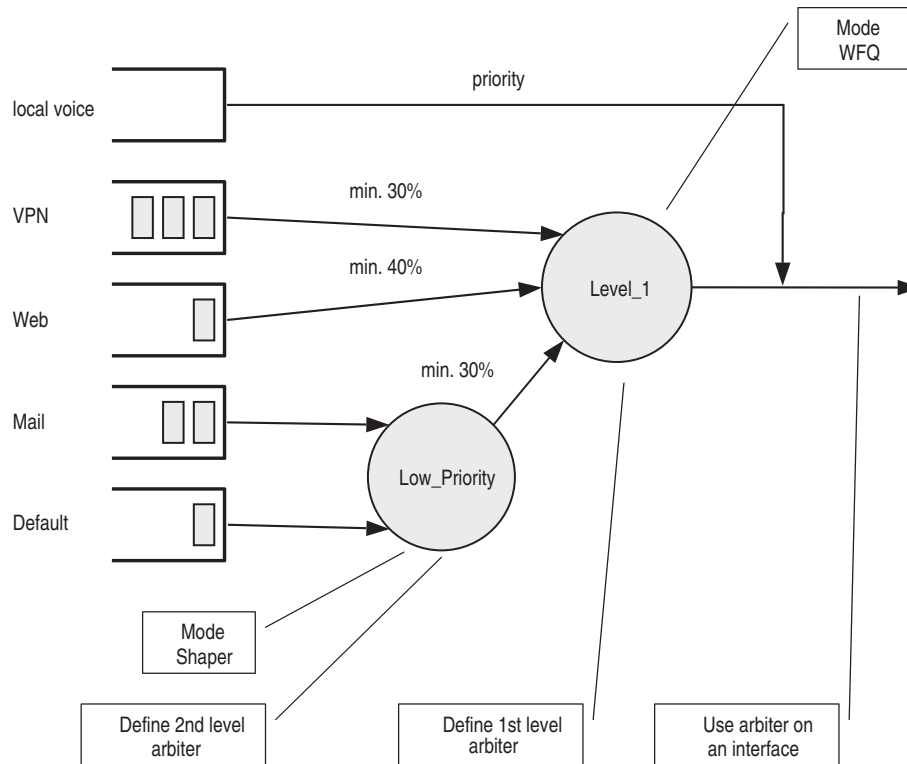 Mode
WFQ
priority
local voice
min. 30%
VPN
min. 40%
Level_1
Web
min. 30%
Mail
Low_Priority
Default
Mode
Shaper
Define 2nd level
arbiter
Define 1st level
arbiter
Use arbiter on
an interface